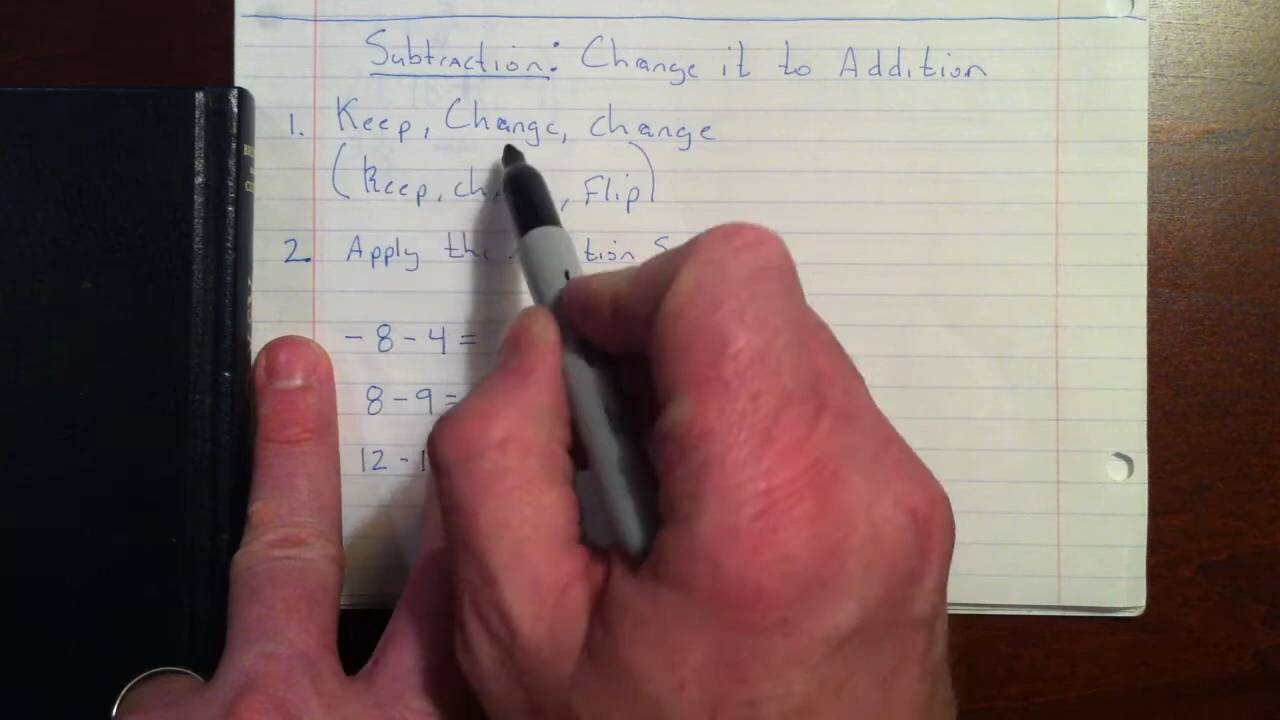 Subtraction: Change it to Addition
1. Keep, Change, change
(Keep, ch , Flip)
2. Apply the tion
-8-4=
8-9=
12-